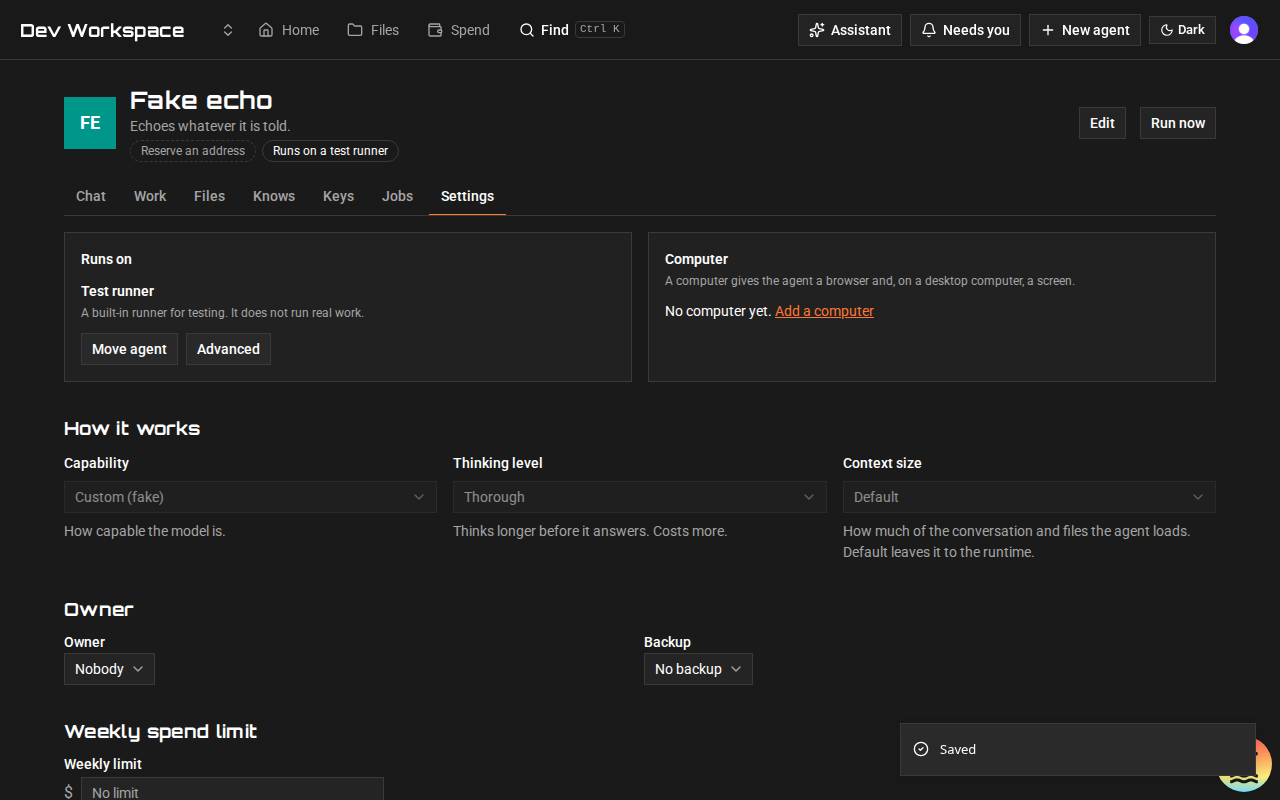 Dev Workspace
Home
Files
Spend
Find
Ctrl K
Assistant
Needs you
New agent
Dark
FE
Fake echo
Echoes whatever it is told.
Reserve an address
Runs on a test runner
Edit
Run now
Chat
Work
Files
Knows
Keys
Jobs
Settings
Runs on
Test runner
A built-in runner for testing. It does not run real work.
Move agent
Advanced
Computer
A computer gives the agent a browser and, on a desktop computer, a screen.
No computer yet. Add a computer
How it works
Capability
Custom (fake)
How capable the model is.
Thinking level
Thorough
Thinks longer before it answers. Costs more.
Context size
Default
How much of the conversation and files the agent loads.
Default leaves it to the runtime.
Owner
Owner
Nobody
Backup
No backup
Weekly spend limit
Weekly limit
$
No limit
Saved